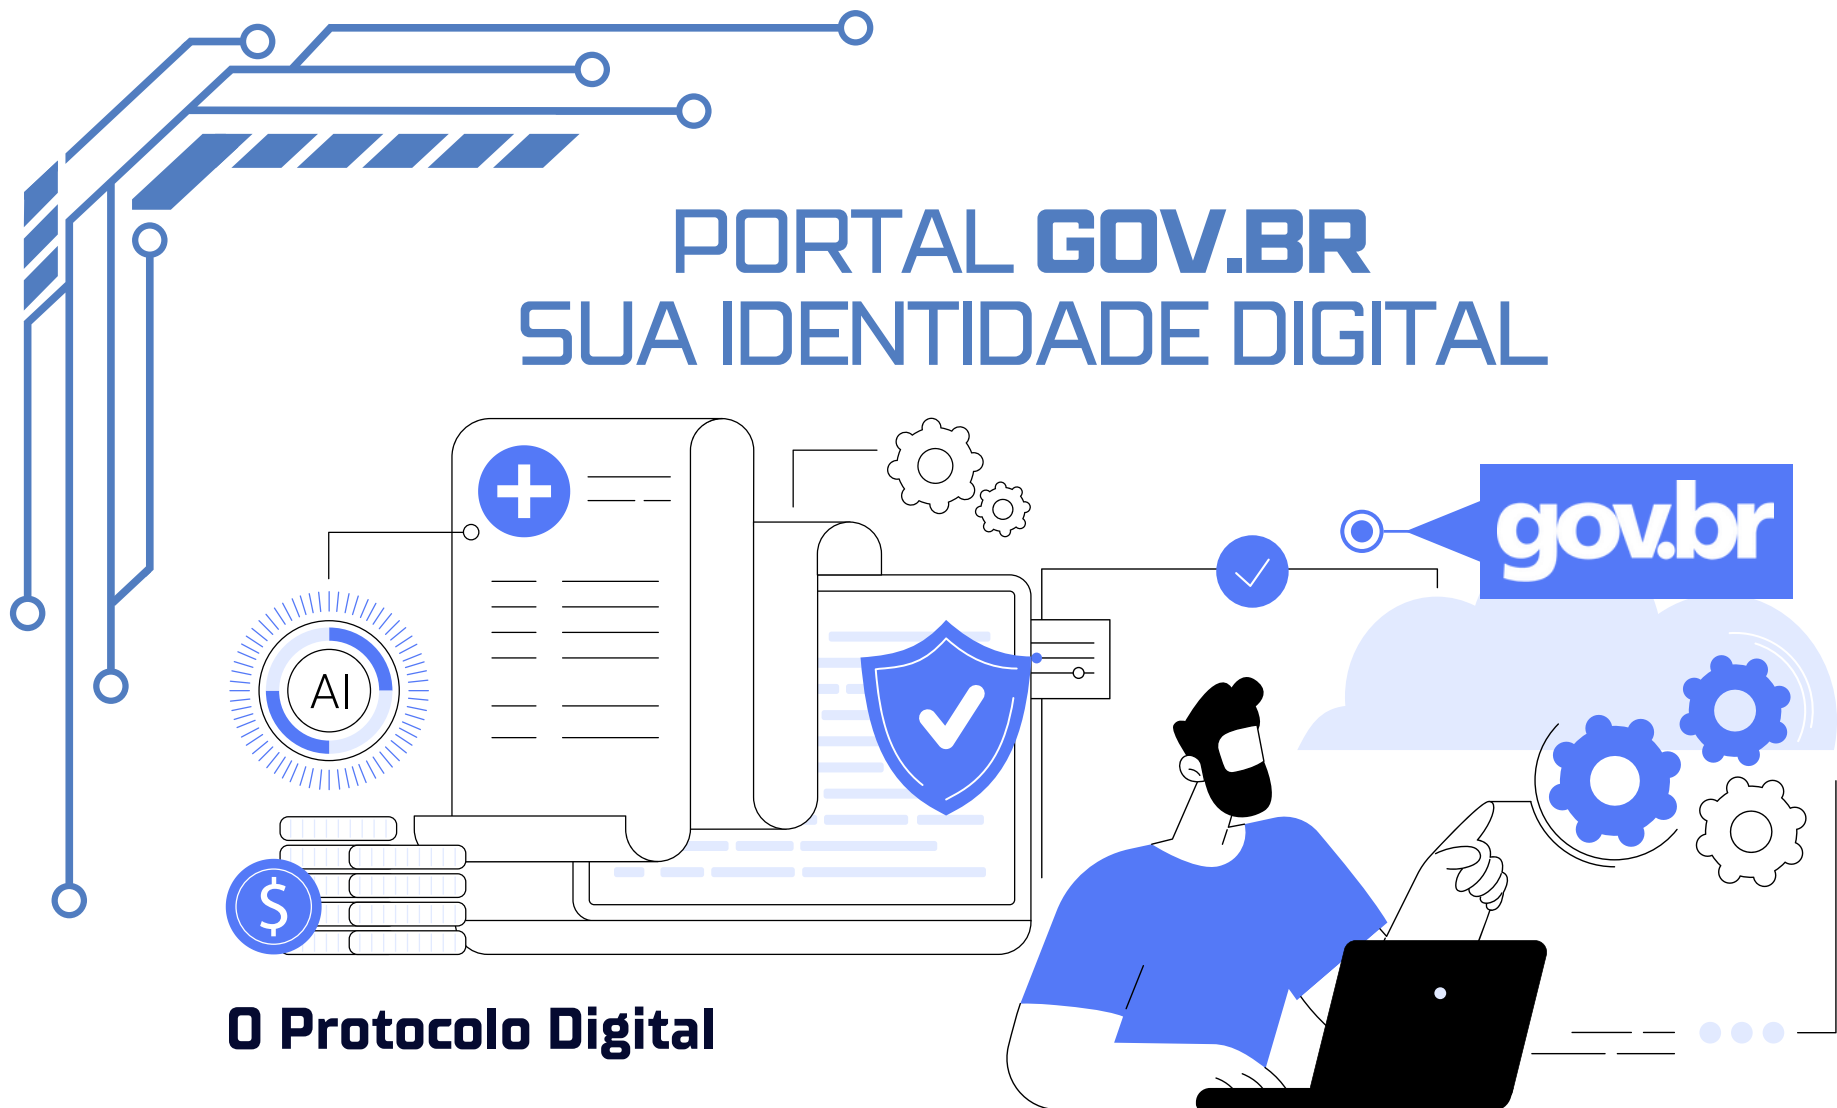 PORTAL GOV.BR
SUA IDENTIDADE DIGITAL
gov.br
AI
$
O Protocolo Digital